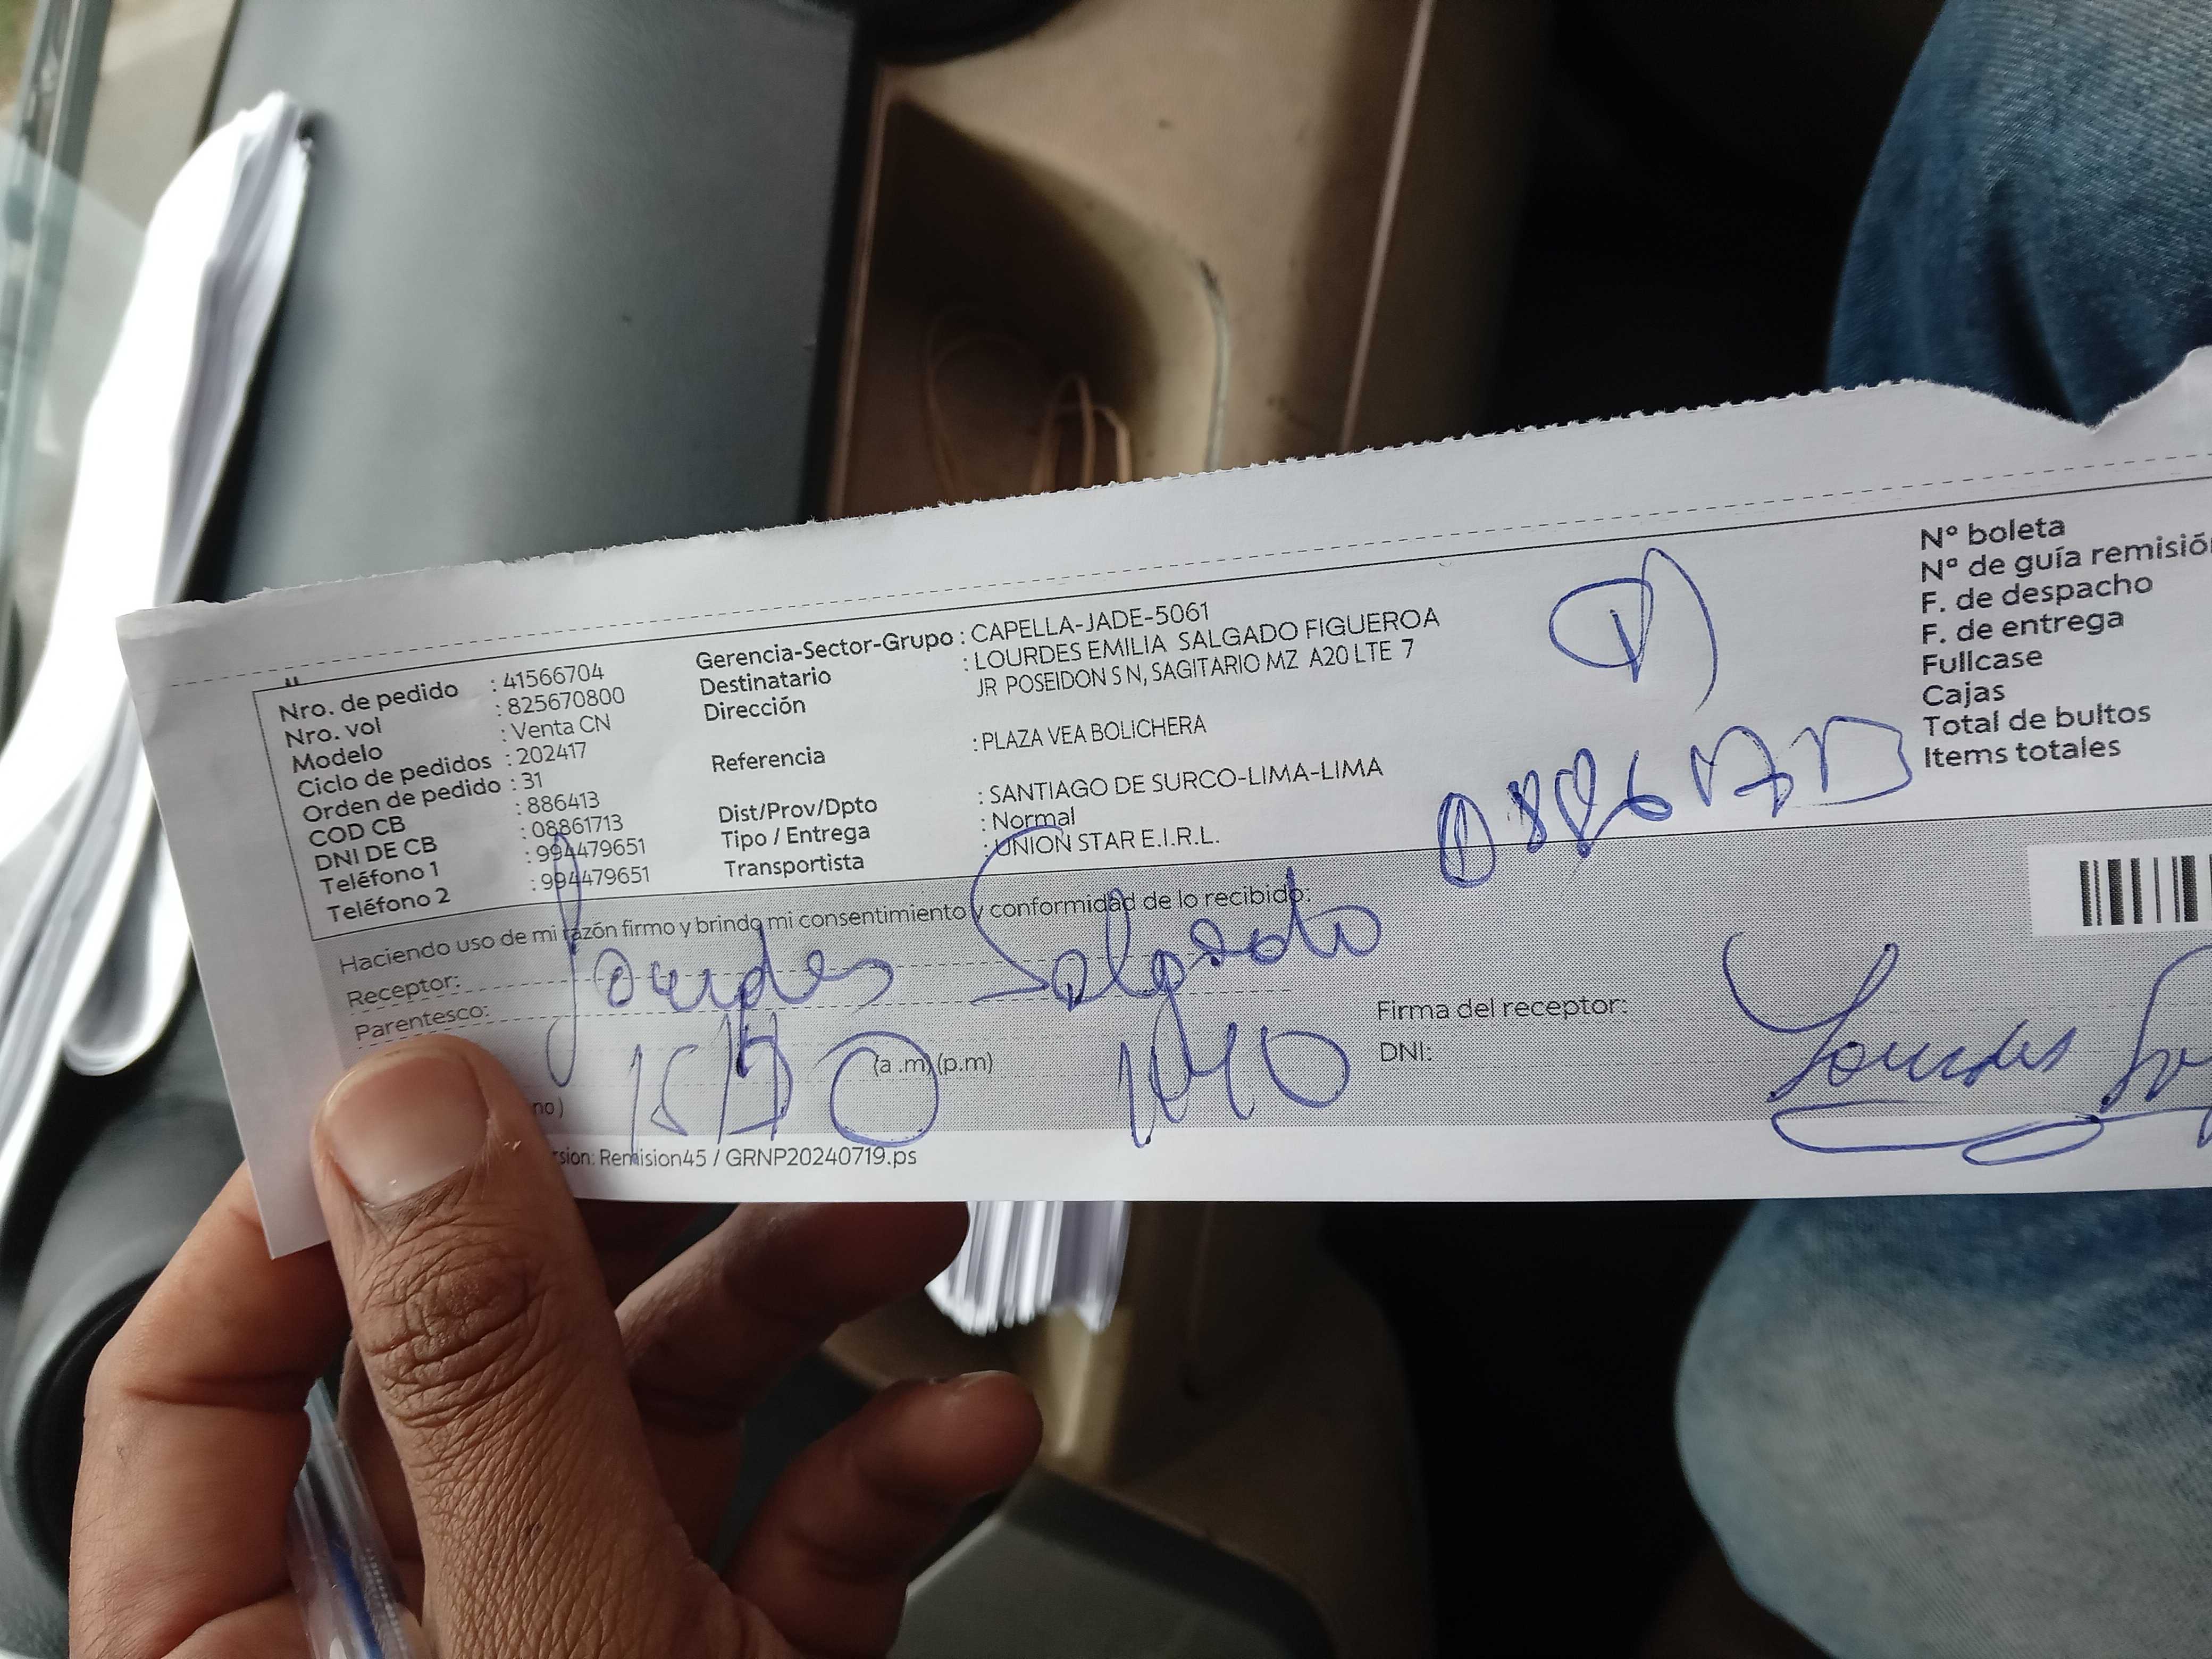 Nro. de pedido : 41566704
Nro. vol : 825670800
Modelo : Venta CN
Ciclo de pedidos : 202417
Orden de pedido : 31
COD CB : 886413
DNI DE CB : 08861713
Teléfono 1 : 994479651
Teléfono 2 : 994479651
Gerencia-Sector-Grupo : CAPELLA-JADE-5061
Destinatario : LOURDES EMILIA SALGADO FIGUEROA
Dirección JR POSEIDON S N, SAGITARIO MZ A20 LTE 7
Referencia : PLAZA VEA BOLICHERA
Dist/Prov/Dpto : SANTIAGO DE SURCO-LIMA-LIMA
Tipo / Entrega : Normal
Transportista : UNION STAR E.I.R.L.
Nº boleta
Nº de guía remisió
F. de despacho
F. de entrega
Fullcase
Cajas
Total de bultos
Items totales
Haciendo uso de mi razón firmo y brindo mi consentimiento y conformidad de lo recibido:
Receptor: Lourdes Salgado
Parentesco:
(a .m) (p.m)
no )
Firma del receptor: Lourdes
DNI:
sion: Remision45 / GRNP20240719.ps